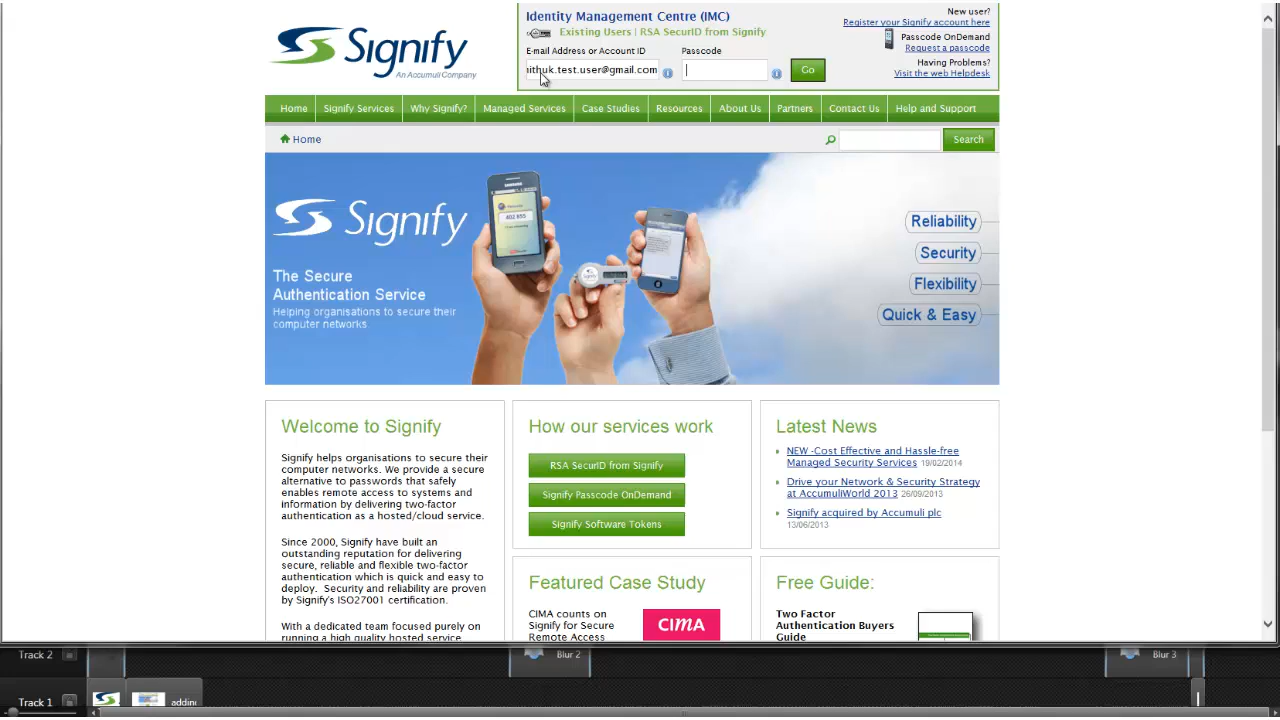 Signify
An Accumuli Company
Identity Management Centre (IMC)
Existing Users | RSA SecurID from Signify
E-mail Address or Account ID
Passcode
ithuk.test.user@gmail.com
Go
New user?
Register your Signify account here
Passcode OnDemand
Request a passcode
Having Problems?
Visit the web Helpdesk
Home
Signify Services
Why Signify?
Managed Services
Case Studies
Resources
About Us
Partners
Contact Us
Help and Support
Home
Search
Signify
The Secure
Authentication Service
Helping organisations to secure their
computer networks.
Reliability
Security
Flexibility
Quick & Easy
Welcome to Signify
Signify helps organisations to secure their
computer networks. We provide a secure
alternative to passwords that safely
enables remote access to systems and
information by delivering two-factor
authentication as a hosted/cloud service.
Since 2000, Signify have built an
outstanding reputation for delivering
secure, reliable and flexible two-factor
authentication which is quick and easy to
deploy. Security and reliability are proven
by Signify's ISO27001 certification.
With a dedicated team focused purely on
running a high quality hosted service
How our services work
RSA SecurID from Signify
Signify Passcode OnDemand
Signify Software Tokens
Latest News
NEW -Cost Effective and Hassle-free
Managed Security Services 19/02/2014
Drive your Network & Security Strategy
at AccumuliWorld 2013 26/09/2013
Signify acquired by Accumuli plc
13/06/2013
Featured Case Study
CIMA counts on
Signify for Secure
Remote Access
CIMA
Free Guide:
Two Factor
Authentication Buyers
Guide
Track 2
Blur 2
Blur 3
Track 1
addin